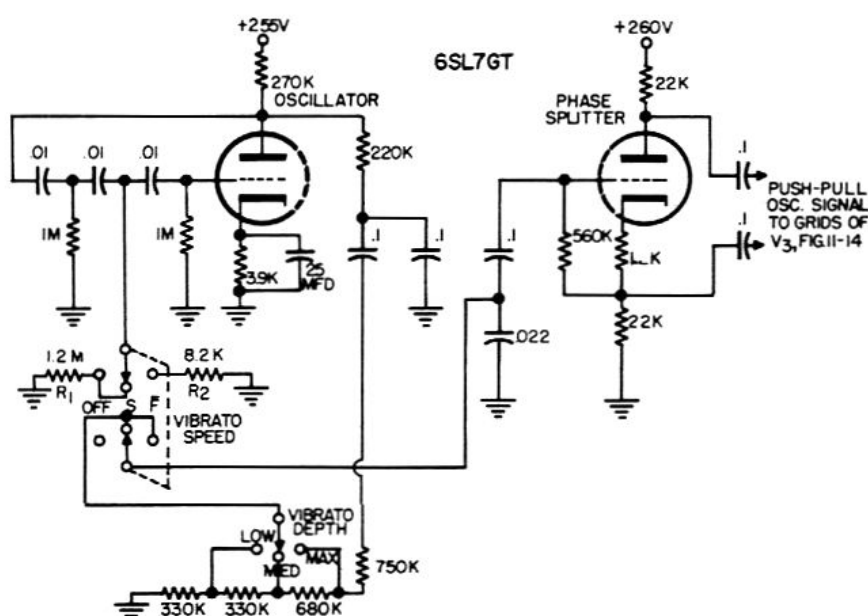 +255V
+260V
6SL7GT
270K
OSCILLATOR
22K
PHASE
SPLITTER
.01
.01
.01
220K
.1
PUSH-PULL
OSC. SIGNAL
TO GRIDS OF
V3, FIG.11-14
1M
1M
.1
.1
.1
.1
560K
K
3.9K
25
MFD
22K
.022
1.2 M
8.2 K
R1
R2
OFF
S
F
VIBRATO
SPEED
VIBRATO
DEPTH
LOW
MED
MAX
750K
330K
330K
680K